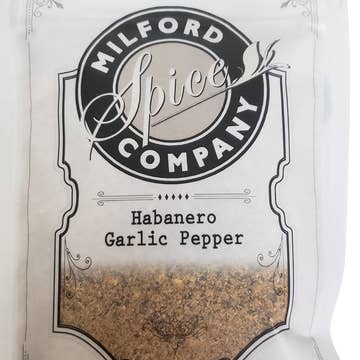 MILFORD
Spice
COMPANY
Habanero
Garlic Pepper